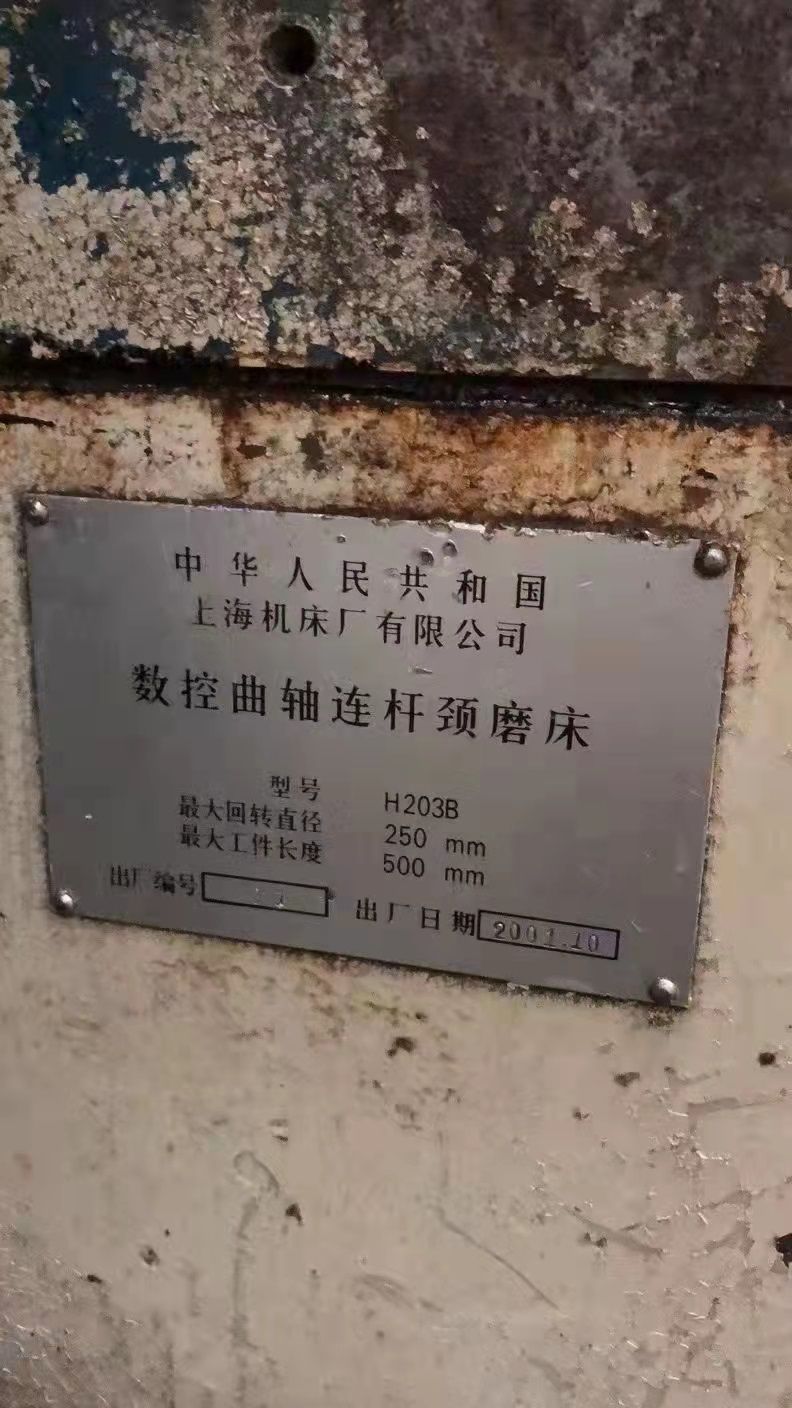 中华人民共和国
上海机床厂有限公司
数控曲轴连杆颈磨床
型号 H203B
最大回转直径 250 mm
最大工件长度 500 mm
出厂编号 出厂日期 2001.10